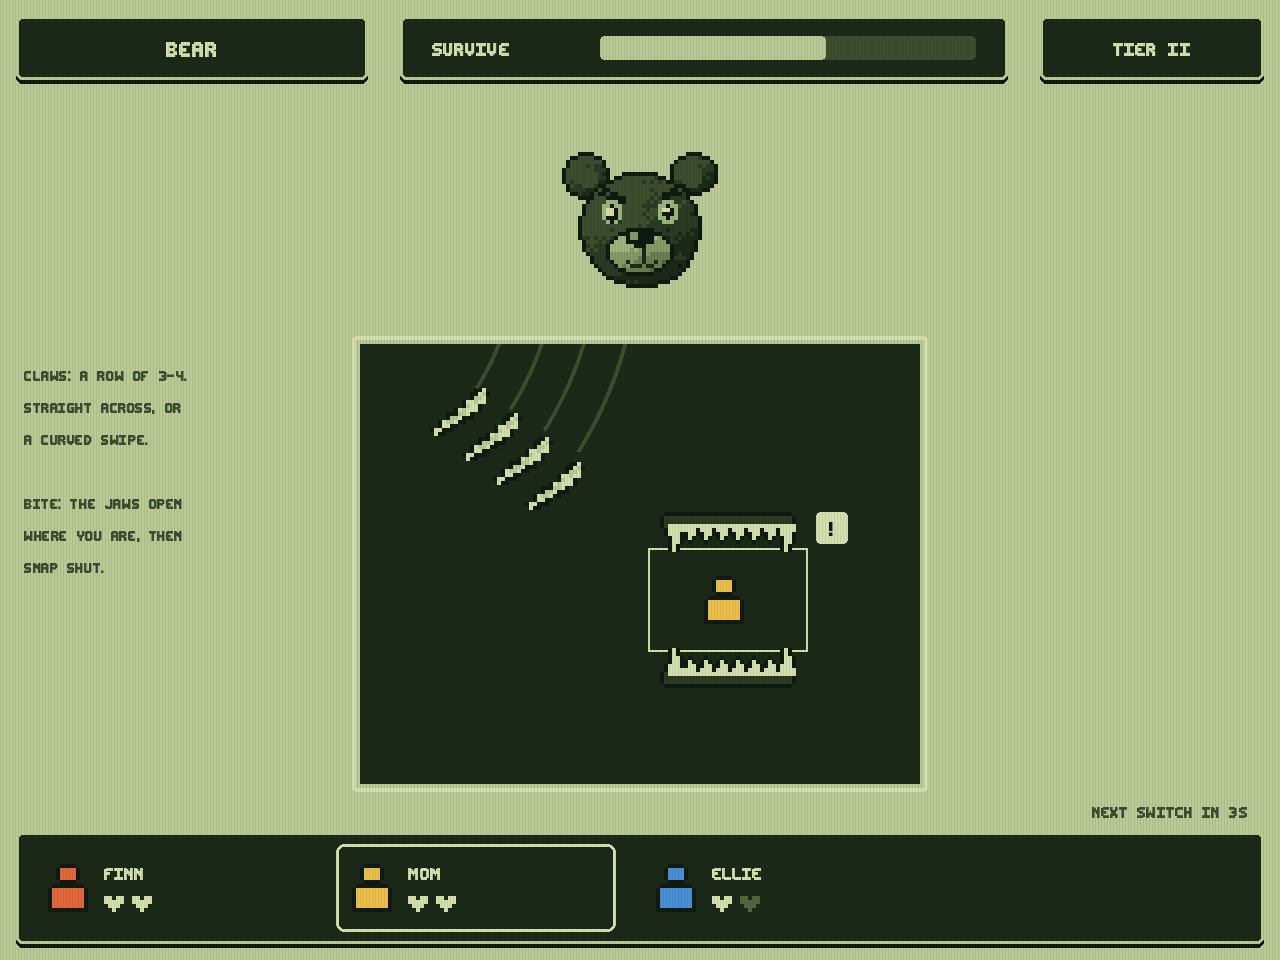 BEAR
SURVIVE
TIER II
CLAWS: A ROW OF 3-4.
STRAIGHT ACROSS, OR
A CURVED SWIPE.
BITE: THE JAWS OPEN
WHERE YOU ARE, THEN
SNAP SHUT.
!
NEXT SWITCH IN 3S
FINN
MOM
ELLIE